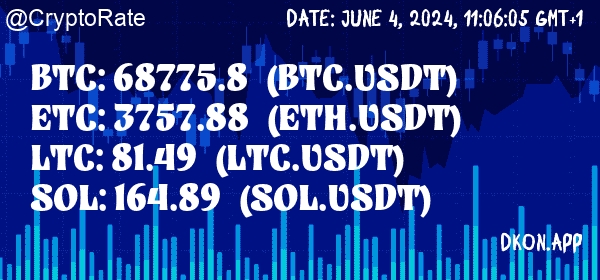 @CryptoRate
DATE: JUNE 4, 2024, 11:06:05 GMT+1
BTC: 68775.8 (BTC.USDT)
ETC: 3757.88 (ETH.USDT)
LTC: 81.49 (LTC.USDT)
SOL: 164.89 (SOL.USDT)
DKON.APP